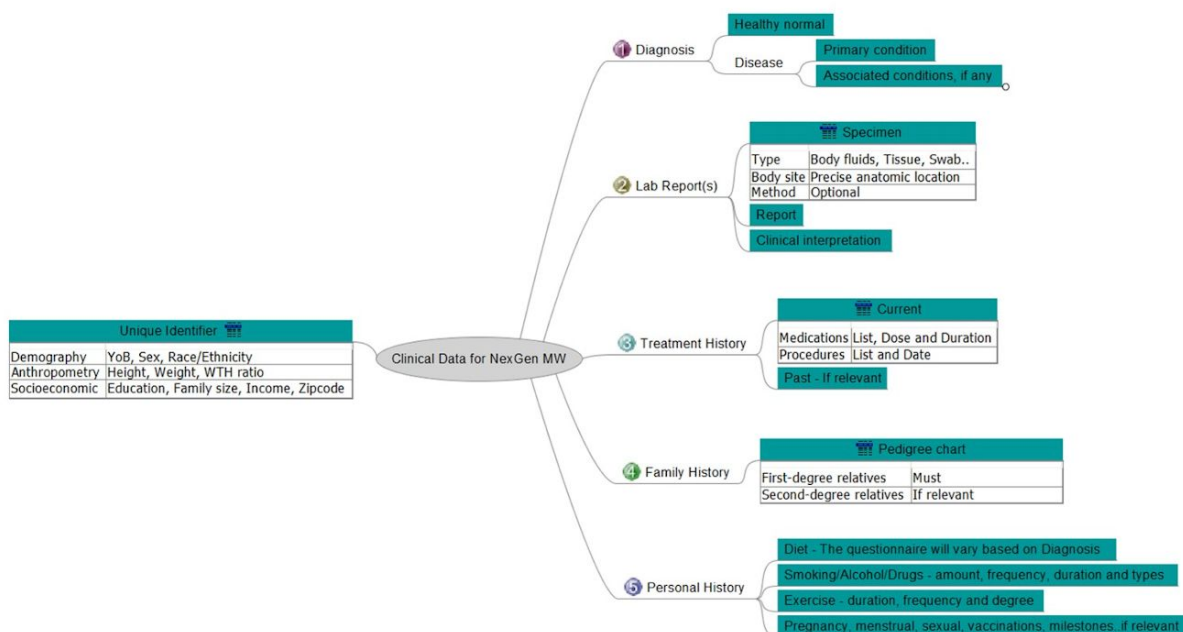 Unique Identifier
Demography YoB, Sex, Race/Ethnicity
Anthropometry Height, Weight, WTH ratio
Socioeconomic Education, Family size, Income, Zipcode
Clinical Data for NexGen MW
1 Diagnosis
Healthy normal
Disease
Primary condition
Associated conditions, if any
2 Lab Report(s)
Specimen
Type Body fluids, Tissue, Swab..
Body site Precise anatomic location
Method Optional
Report
Clinical interpretation
3 Treatment History
Current
Medications List, Dose and Duration
Procedures List and Date
Past - If relevant
4 Family History
Pedigree chart
First-degree relatives Must
Second-degree relatives If relevant
5 Personal History
Diet - The questionnaire will vary based on Diagnosis
Smoking/Alcohol/Drugs - amount, frequency, duration and types
Exercise - duration, frequency and degree
Pregnancy, menstrual, sexual, vaccinations, milestones..if relevant